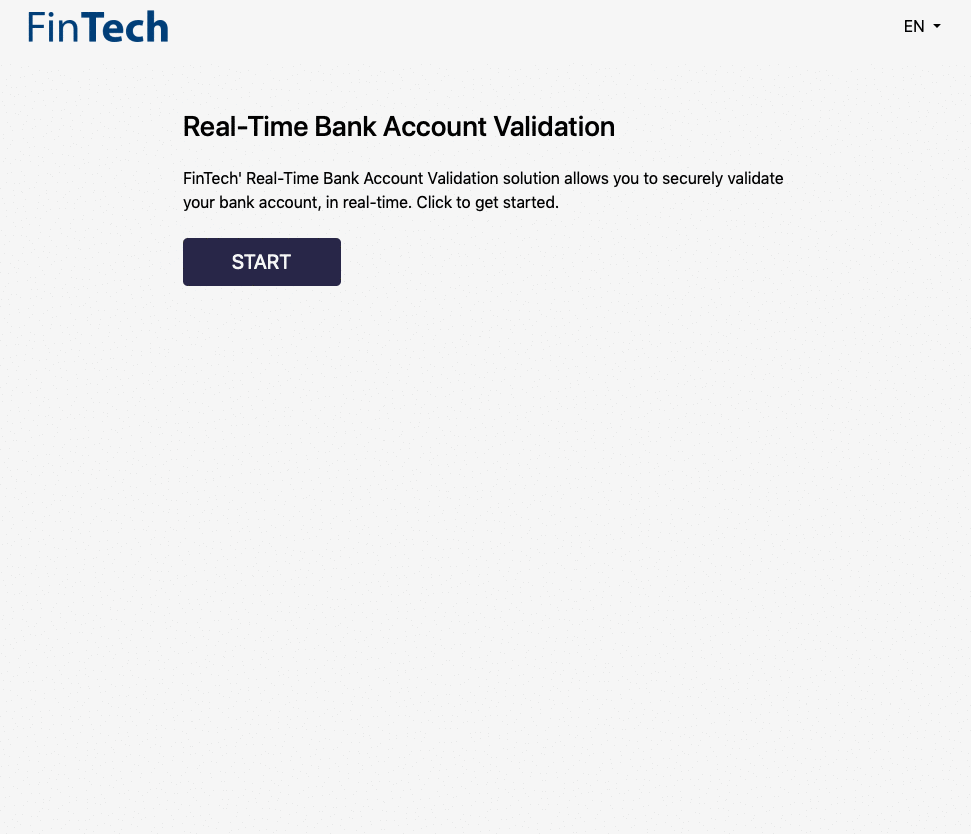 FinTech
EN
Real-Time Bank Account Validation
FinTech' Real-Time Bank Account Validation solution allows you to securely validate
your bank account, in real-time. Click to get started.
START